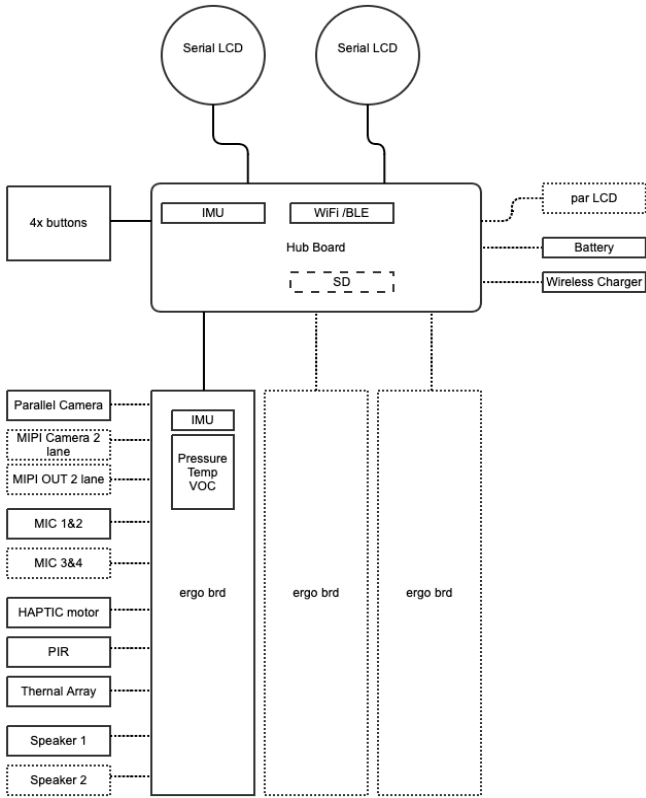 Serial LCD
Serial LCD
4x buttons
IMU
WiFi /BLE
Hub Board
SD
par LCD
Battery
Wireless Charger
Parallel Camera
MIPI Camera 2
lane
MIPI OUT 2 lane
MIC 1&2
MIC 3&4
HAPTIC motor
PIR
Thernal Array
Speaker 1
Speaker 2
IMU
Pressure
Temp
VOC
ergo brd
ergo brd
ergo brd